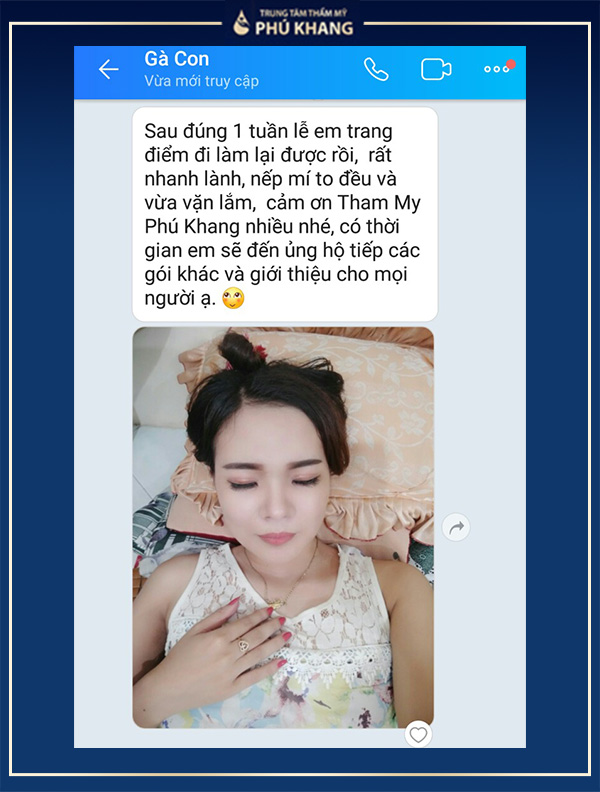 TRUNG TÂM THẨM MỸ
PHÚ KHANG
Gà Con
Vừa mới truy cập
Sau đúng 1 tuần lễ em trang
điểm đi làm lại được rồi, rất
nhanh lành, nếp mí to đều và
vừa vặn lắm, cảm ơn Tham My
Phú Khang nhiều nhé, có thời
gian em sẽ đến ủng hộ tiếp các
gói khác và giới thiệu cho mọi
người ạ. 🙄